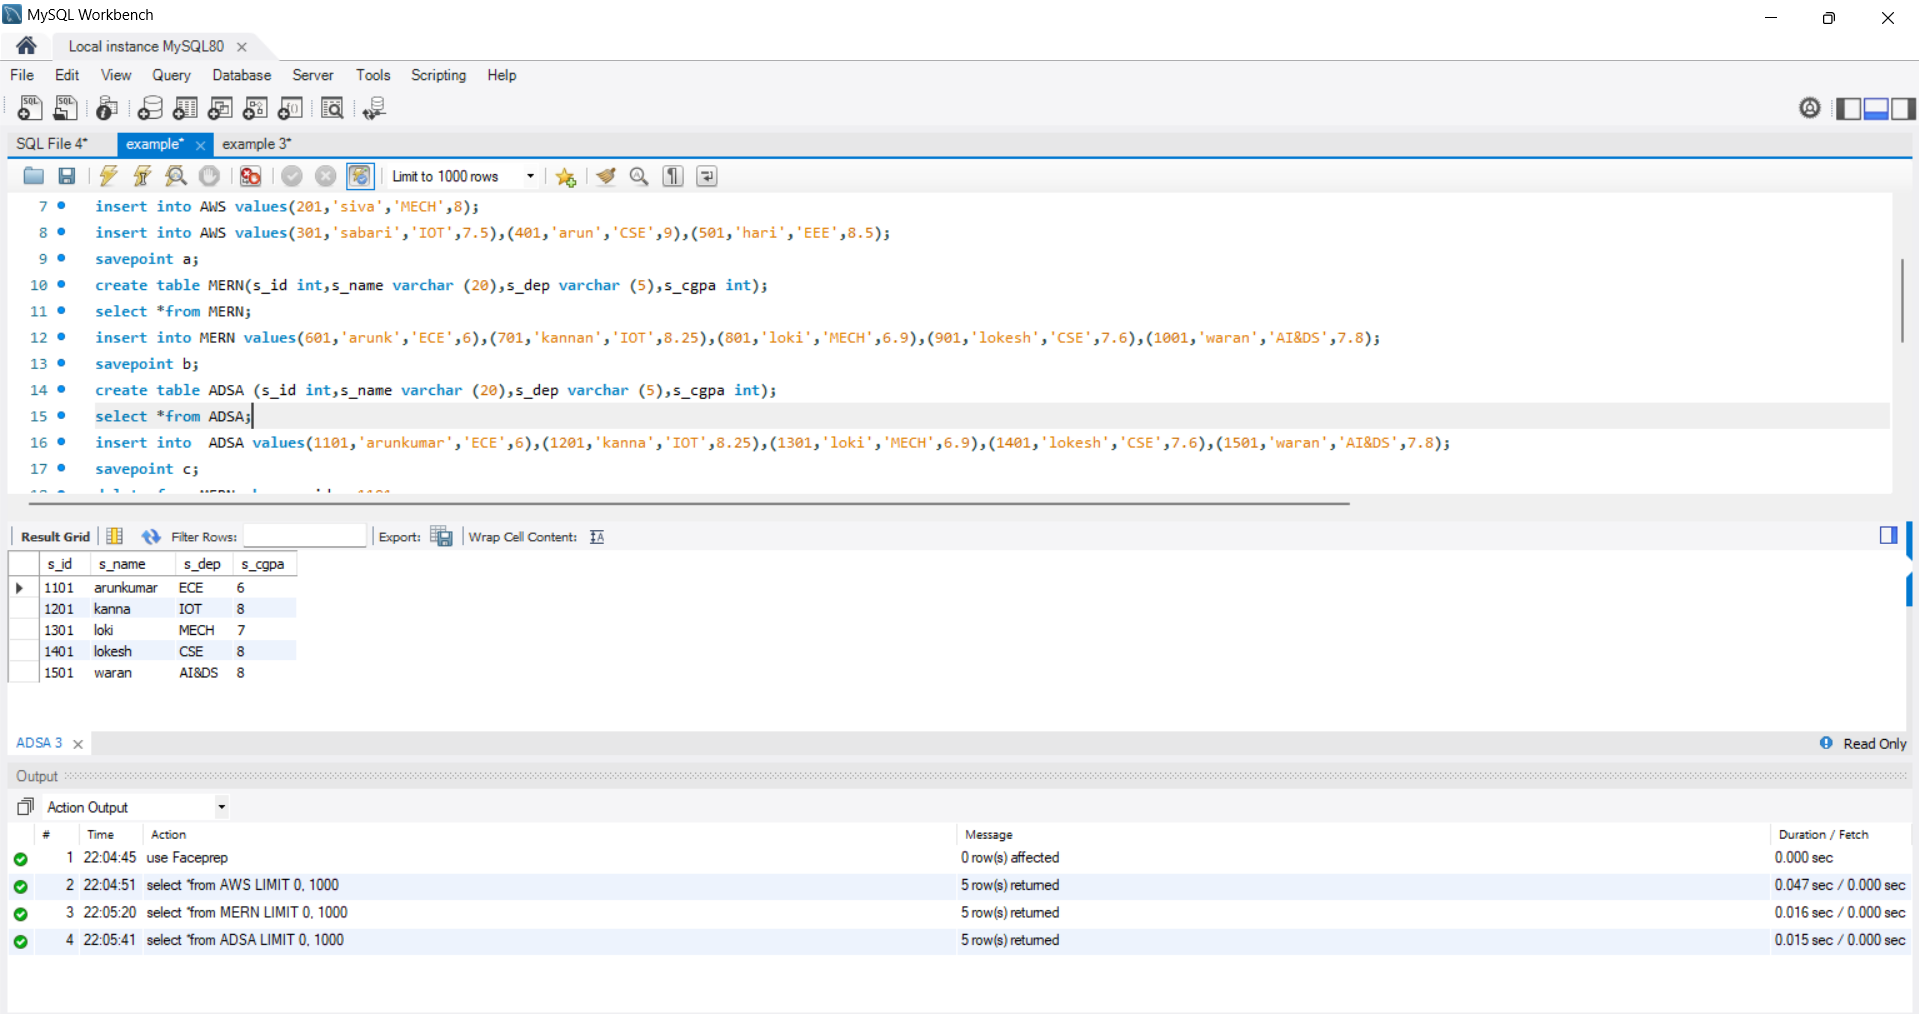 MySQL Workbench
Local instance MySQL80
File Edit View Query Database Server Tools Scripting Help
SQL File 4* example* example 3*
Limit to 1000 rows
7 insert into AWS values(201,'siva','MECH',8);
8 insert into AWS values(301,'sabari','IOT',7.5),(401,'arun','CSE',9),(501,'hari','EEE',8.5);
9 savepoint a;
10 create table MERN(s_id int,s_name varchar (20),s_dep varchar (5),s_cgpa int);
11 select *from MERN;
12 insert into MERN values(601,'arunk','ECE',6),(701,'kannan','IOT',8.25),(801,'loki','MECH',6.9),(901,'lokesh','CSE',7.6),(1001,'waran','AI&DS',7.8);
13 savepoint b;
14 create table ADSA (s_id int,s_name varchar (20),s_dep varchar (5),s_cgpa int);
15 select *from ADSA;
16 insert into  ADSA values(1101,'arunkumar','ECE',6),(1201,'kanna','IOT',8.25),(1301,'loki','MECH',6.9),(1401,'lokesh','CSE',7.6),(1501,'waran','AI&DS',7.8);
17 savepoint c;
Result Grid Filter Rows: Export: Wrap Cell Content:
s_id s_name s_dep s_cgpa
1101 arunkumar ECE 6
1201 kanna IOT 8
1301 loki MECH 7
1401 lokesh CSE 8
1501 waran AI&DS 8
ADSA 3 Read Only
Output
Action Output
# Time Action Message Duration / Fetch
1 22:04:45 use Faceprep 0 row(s) affected 0.000 sec
2 22:04:51 select *from AWS LIMIT 0, 1000 5 row(s) returned 0.047 sec / 0.000 sec
3 22:05:20 select *from MERN LIMIT 0, 1000 5 row(s) returned 0.016 sec / 0.000 sec
4 22:05:41 select *from ADSA LIMIT 0, 1000 5 row(s) returned 0.015 sec / 0.000 sec